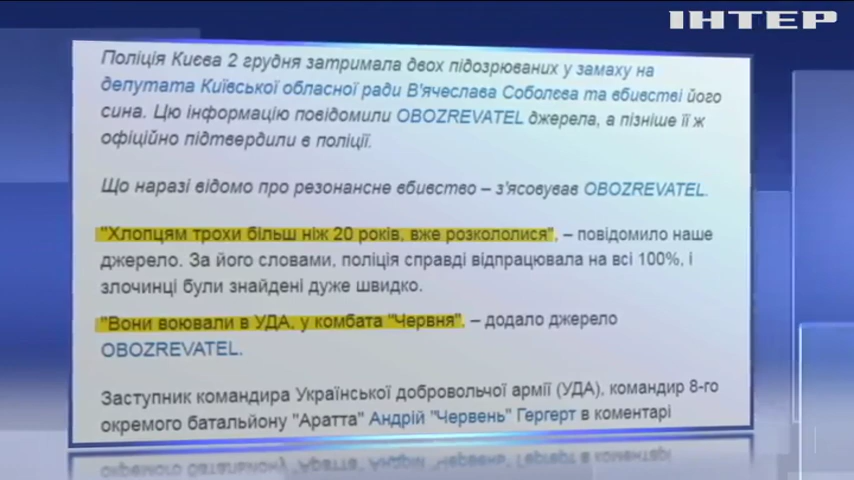 ІНТЕР
Поліція Києва 2 грудня затримала двох підозрюваних у замаху на
депутата Київської обласної ради В'ячеслава Соболєва та вбивстві його
сина. Цю інформацію повідомили OBOZREVATEL джерела, а пізніше її ж
офіційно підтвердили в поліції.
Що наразі відомо про резонансне вбивство – з'ясовував OBOZREVATEL.
"Хлопцям трохи більш ніж 20 років, вже розкололися", – повідомило наше
джерело. За його словами, поліція справді відпрацювала на всі 100%, і
злочинці були знайдені дуже швидко.
"Вони воювали в УДА, у комбата "Червня", – додало джерело
OBOZREVATEL.
Заступник командира Української добровольчої армії (УДА), командир 8-го
окремого батальйону "Аратта" Андрій "Червень" Гергерт в коментарі